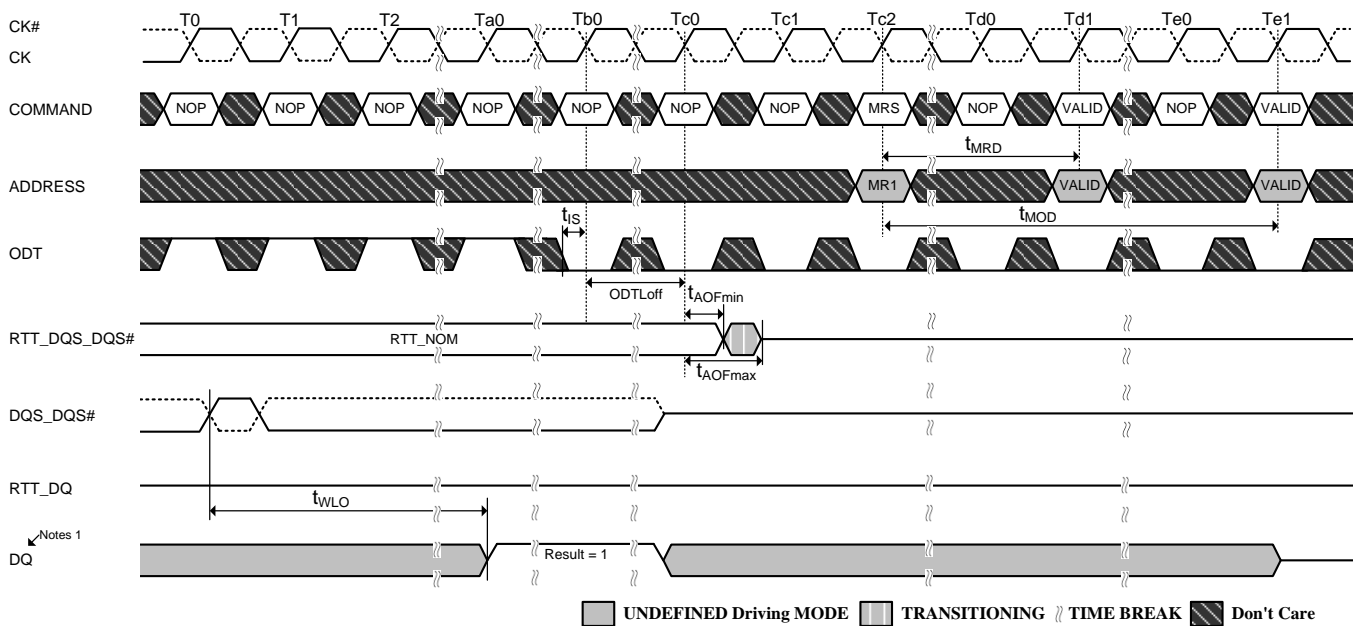 T0 T1 T2 Ta0 Tb0 Tc0 Tc1 Tc2 Td0 Td1 Te0 Te1
CK#
CK
COMMAND NOP NOP NOP NOP NOP NOP NOP MRS NOP VALID NOP VALID
tMRD
ADDRESS MR1 VALID VALID
tIS tMOD
ODT
ODTLoff tAOFmin
RTT_DQS_DQS# RTT_NOM
tAOFmax
DQS_DQS#
RTT_DQ
tWLO
Notes 1
DQ Result = 1
UNDEFINED Driving MODE TRANSITIONING TIME BREAK Don't Care